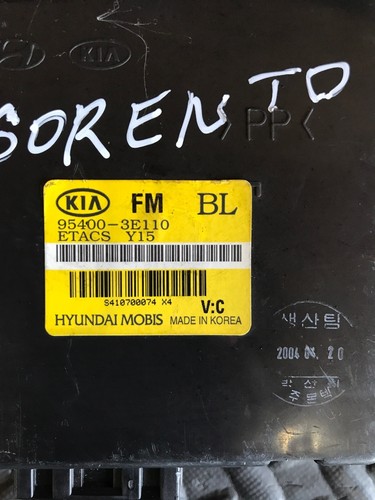 KIA
SORENTO
>PP<
KIA FM BL
95400-3E110
ETACS Y15
S410700074 X4
V:C
HYUNDAI MOBIS MADE IN KOREA
생산팀
2004 04. 20